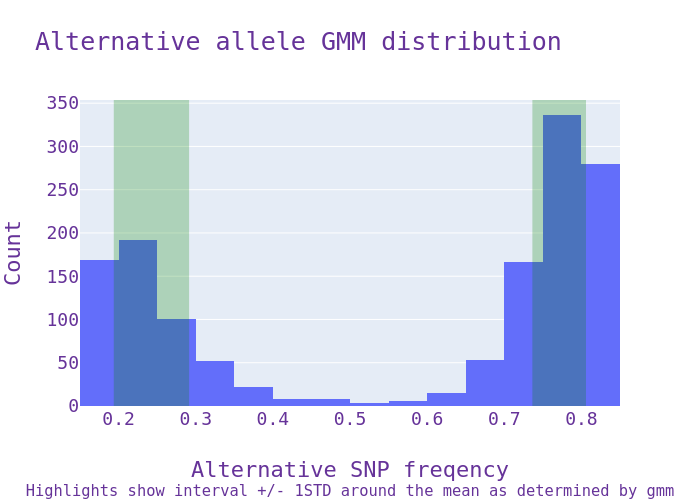 Alternative allele GMM distribution
350
300
250
200
150
100
50
0
Count
0.2 0.3 0.4 0.5 0.6 0.7 0.8
Alternative SNP freqency
Highlights show interval +/- 1STD around the mean as determined by gmm